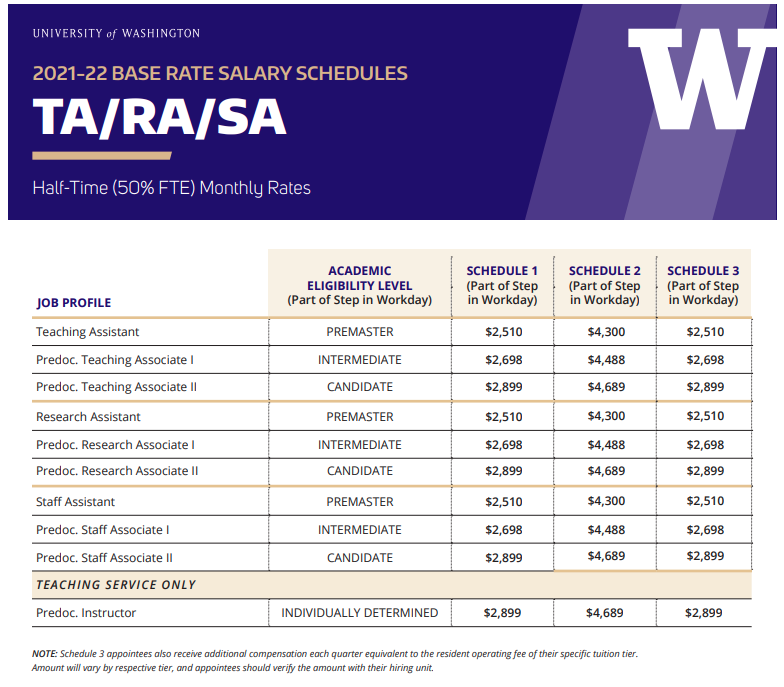 UNIVERSITY of WASHINGTON
W
2021-22 BASE RATE SALARY SCHEDULES
TA/RA/SA
Half-Time (50% FTE) Monthly Rates
JOB PROFILE
ACADEMIC
ELIGIBILITY LEVEL
(Part of Step
in Workday)
SCHEDULE 1
(Part of Step
in Workday)
SCHEDULE 2
(Part of Step
in Workday)
SCHEDULE 3
(Part of Step
in Workday)
Teaching Assistant PREMASTER $2,510 $4,300 $2,510
Predoc. Teaching Associate I INTERMEDIATE $2,698 $4,488 $2,698
Predoc. Teaching Associate II CANDIDATE $2,899 $4,689 $2,899
Research Assistant PREMASTER $2,510 $4,300 $2,510
Predoc. Research Associate I INTERMEDIATE $2,698 $4,488 $2,698
Predoc. Research Associate II CANDIDATE $2,899 $4,689 $2,899
Staff Assistant PREMASTER $2,510 $4,300 $2,510
Predoc. Staff Associate I INTERMEDIATE $2,698 $4,488 $2,698
Predoc. Staff Associate II CANDIDATE $2,899 $4,689 $2,899
TEACHING SERVICE ONLY
Predoc. Instructor INDIVIDUALLY DETERMINED $2,899 $4,689 $2,899
NOTE: Schedule 3 appointees also receive additional compensation each quarter equivalent to the resident operating fee of their specific tuition tier.
Amount will vary by respective tier, and appointees should verify the amount with their hiring unit.